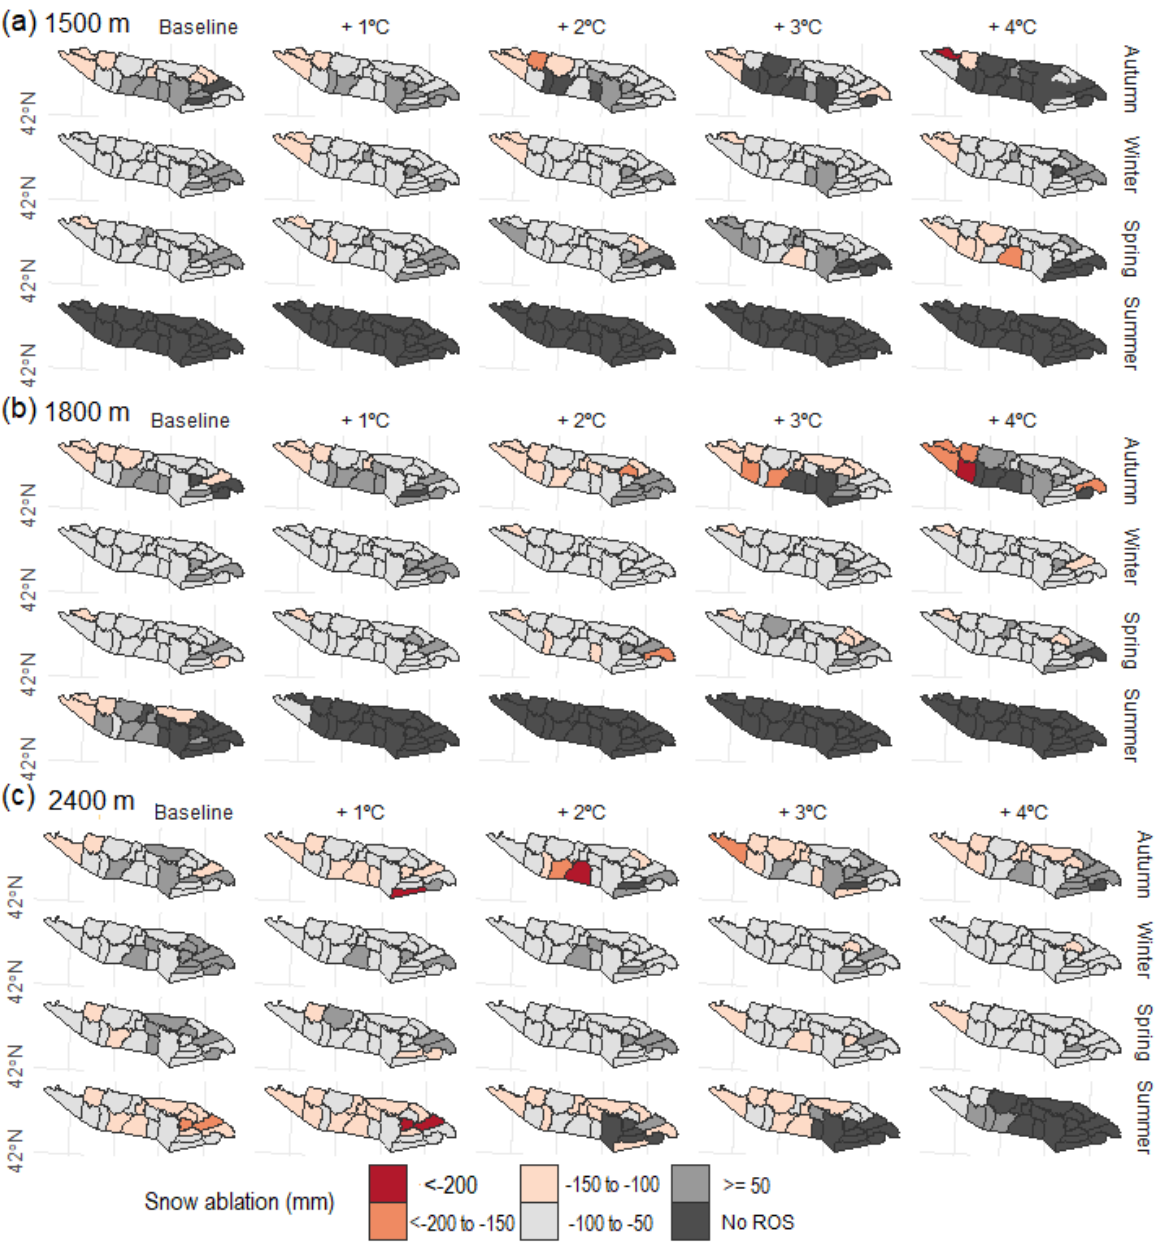 (a) 1500 m Baseline + 1ºC + 2ºC + 3ºC + 4ºC
42ºN Autumn
42ºN Winter
42ºN Spring
42ºN Summer
(b) 1800 m Baseline + 1ºC + 2ºC + 3ºC + 4ºC
42ºN Autumn
42ºN Winter
42ºN Spring
42ºN Summer
(c) 2400 m Baseline + 1ºC + 2ºC + 3ºC + 4ºC
42ºN Autumn
42ºN Winter
42ºN Spring
42ºN Summer
Snow ablation (mm)
<-200 -150 to -100 >= 50
<-200 to -150 -100 to -50 No ROS